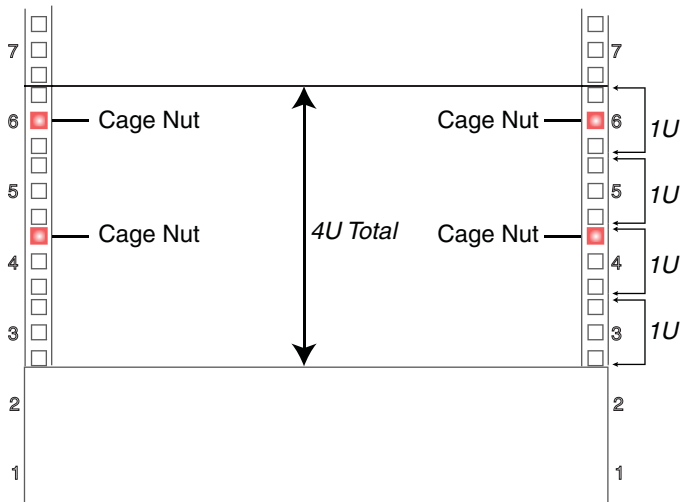 7 7
6 Cage Nut Cage Nut 6 1U
5 5 1U
Cage Nut 4U Total Cage Nut
4 4 1U
3 3 1U
2 2
1 1